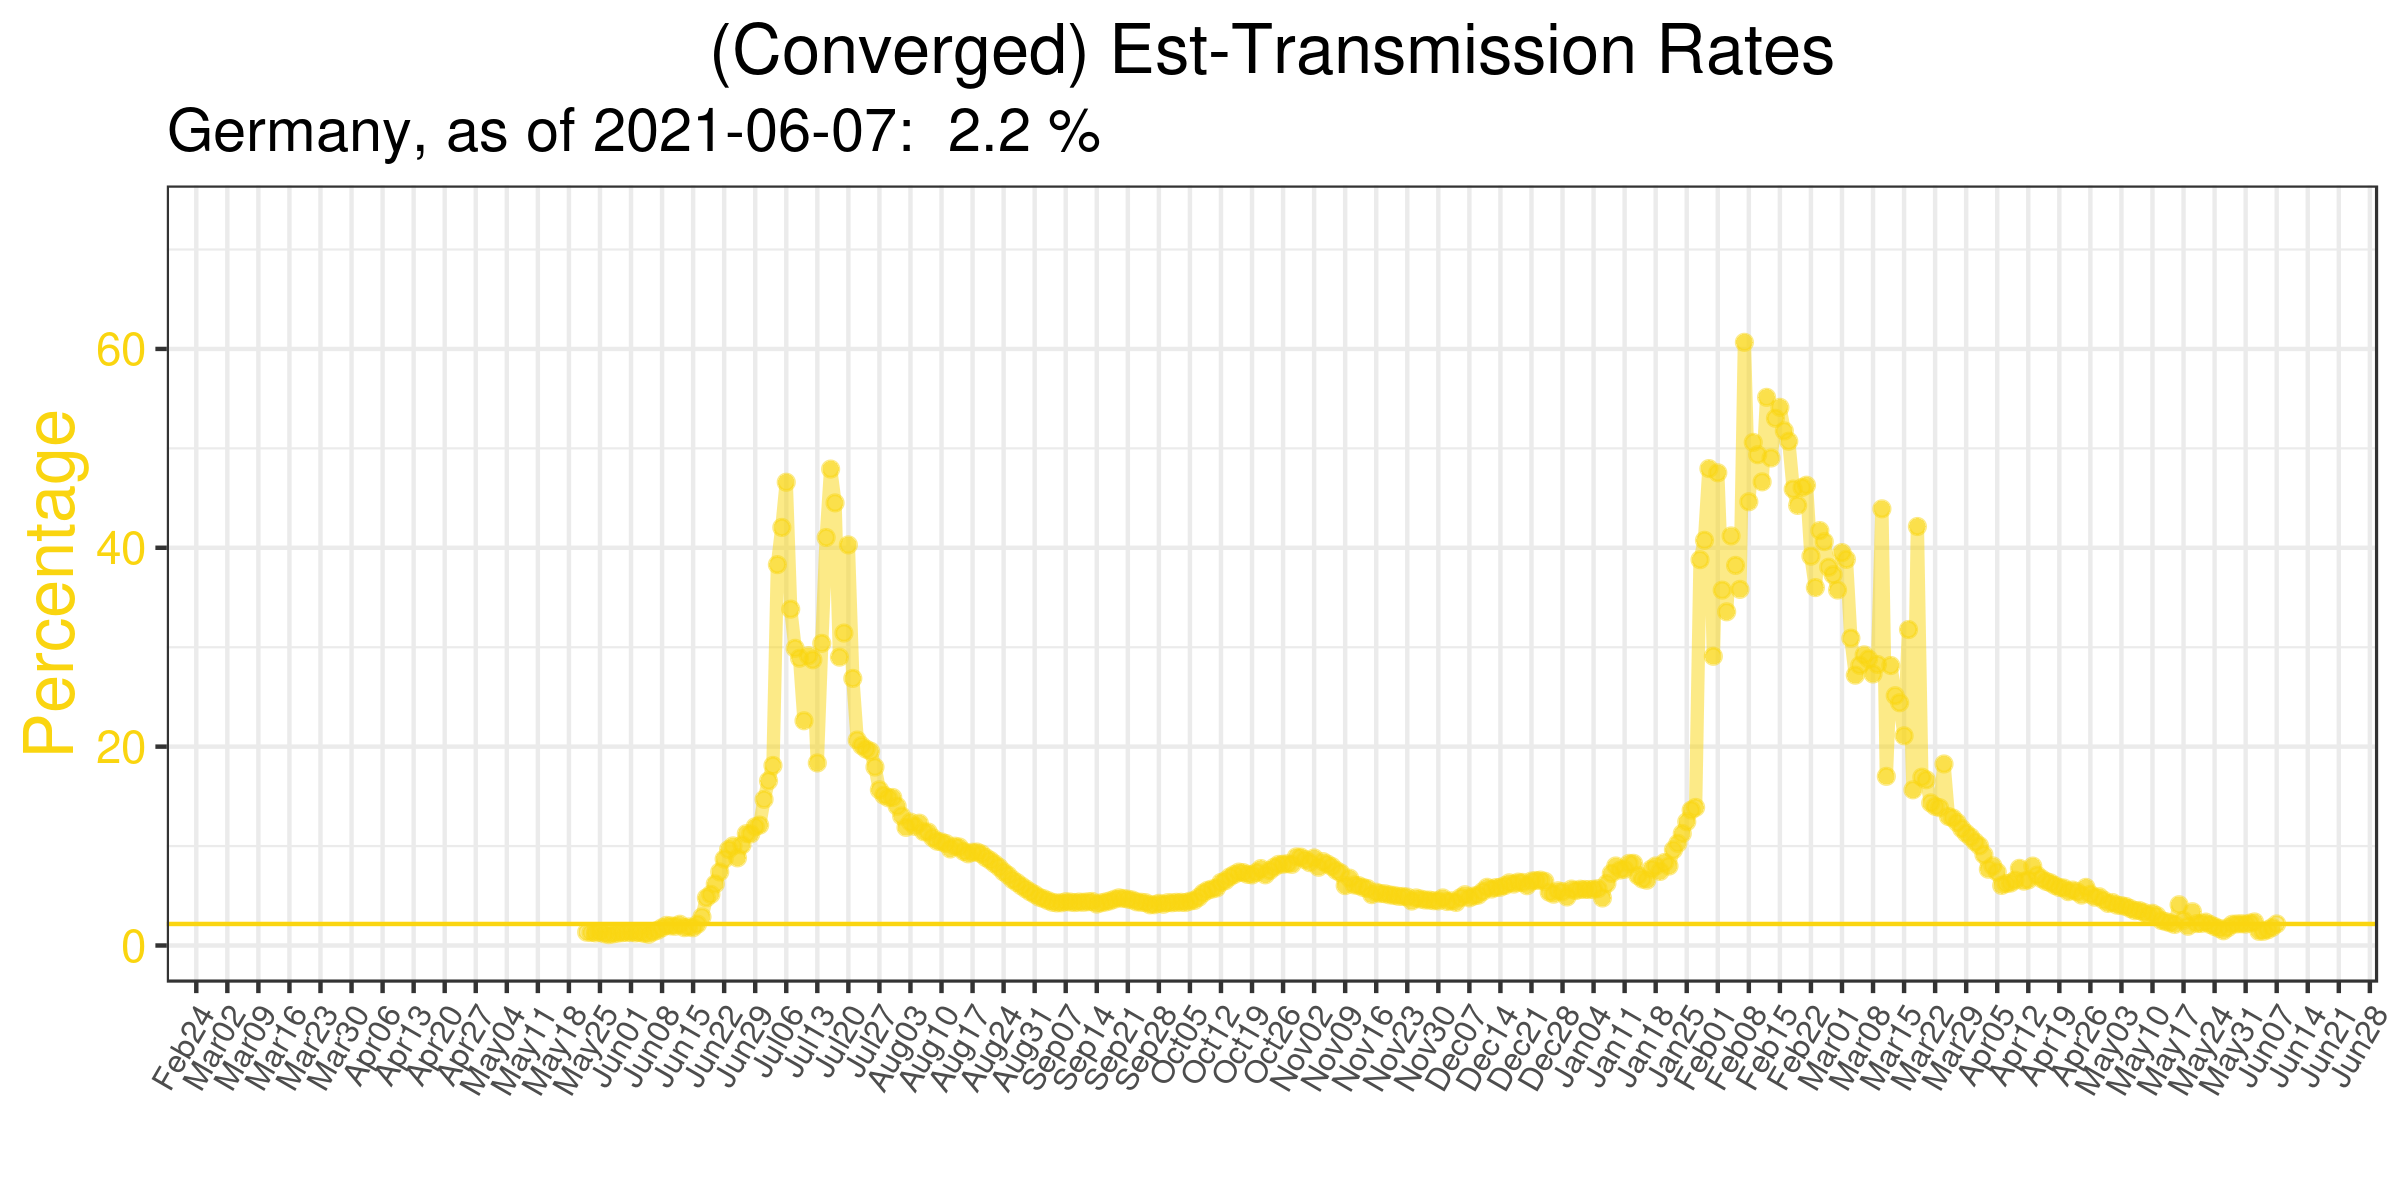 (Converged) Est-Transmission Rates
Germany, as of 2021-06-07:  2.2 %
Percentage
60
40
20
0
Feb24
Mar02
Mar09
Mar16
Mar23
Mar30
Apr06
Apr13
Apr20
Apr27
May04
May11
May18
May25
Jun01
Jun08
Jun15
Jun22
Jun29
Jul06
Jul13
Jul20
Jul27
Aug03
Aug10
Aug17
Aug24
Aug31
Sep07
Sep14
Sep21
Sep28
Oct05
Oct12
Oct19
Oct26
Nov02
Nov09
Nov16
Nov23
Nov30
Dec07
Dec14
Dec21
Dec28
Jan04
Jan11
Jan18
Jan25
Feb01
Feb08
Feb15
Feb22
Mar01
Mar08
Mar15
Mar22
Mar29
Apr05
Apr12
Apr19
Apr26
May03
May10
May17
May24
May31
Jun07
Jun14
Jun21
Jun28